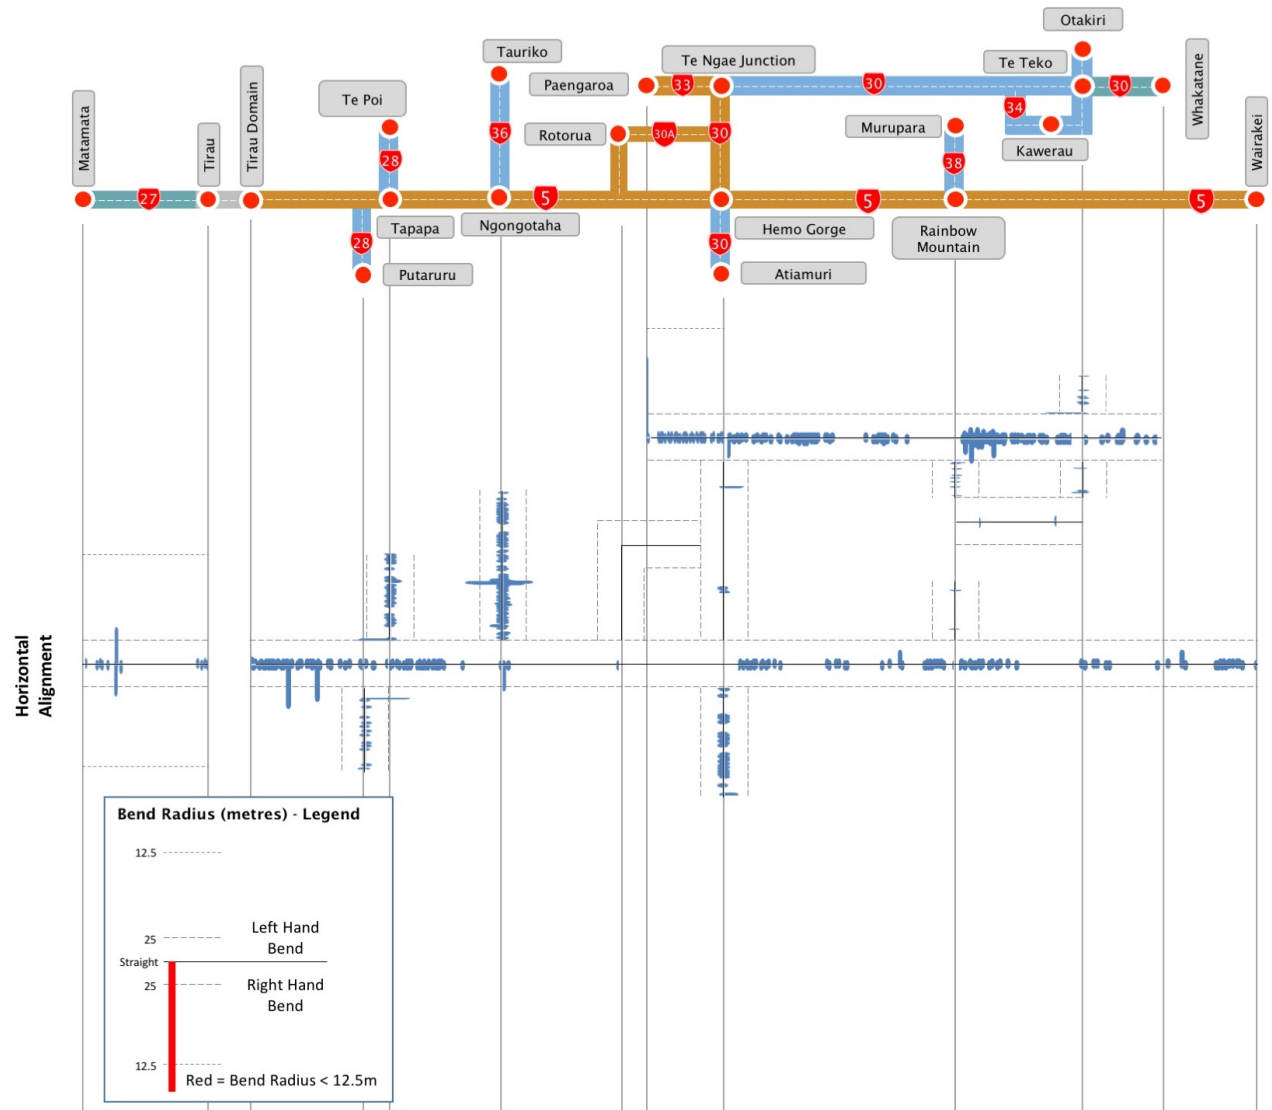 Otakiri
Tauriko
Te Ngae Junction
Te Teko
Whakatane
Paengaroa
33
30
30
Te Poi
34
Matamata
Tirau
Tirau Domain
Rotorua
30A
30
Murupara
Kawerau
Wairakei
36
28
38
27
5
5
5
Tapapa
Ngongotaha
Hemo Gorge
Rainbow
Mountain
28
30
Putaruru
Atiamuri
Horizontal
Alignment
Bend Radius (metres) - Legend
12.5
Left Hand
Bend
25
Straight
25
Right Hand
Bend
12.5
Red = Bend Radius < 12.5m